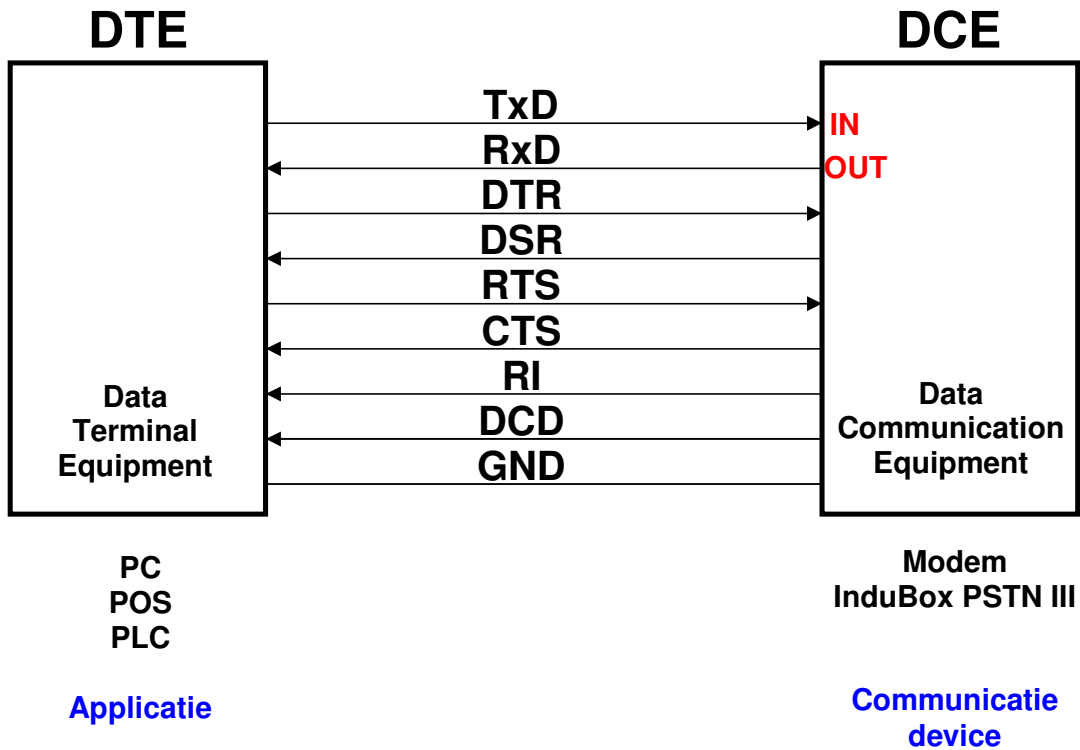 DTE
DCE
TxD
IN
RxD
OUT
DTR
DSR
RTS
CTS
RI
DCD
GND
Data
Terminal
Equipment
Data
Communication
Equipment
PC
POS
PLC
Modem
InduBox PSTN III
Applicatie
Communicatie
device